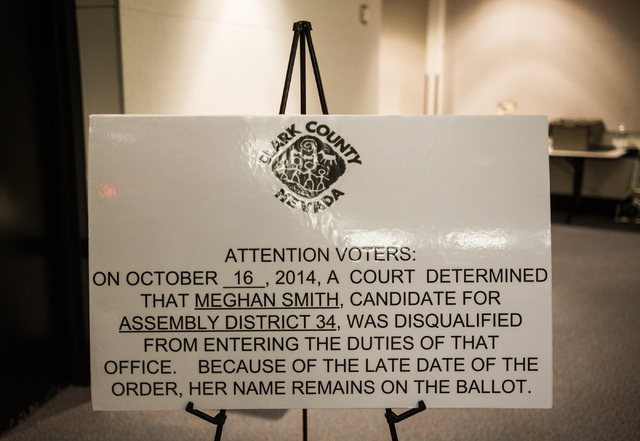 CLARK COUNTY
NEVADA
ATTENTION VOTERS:
ON OCTOBER 16, 2014, A COURT DETERMINED
THAT MEGHAN SMITH, CANDIDATE FOR
ASSEMBLY DISTRICT 34, WAS DISQUALIFIED
FROM ENTERING THE DUTIES OF THAT
OFFICE. BECAUSE OF THE LATE DATE OF THE
ORDER, HER NAME REMAINS ON THE BALLOT.